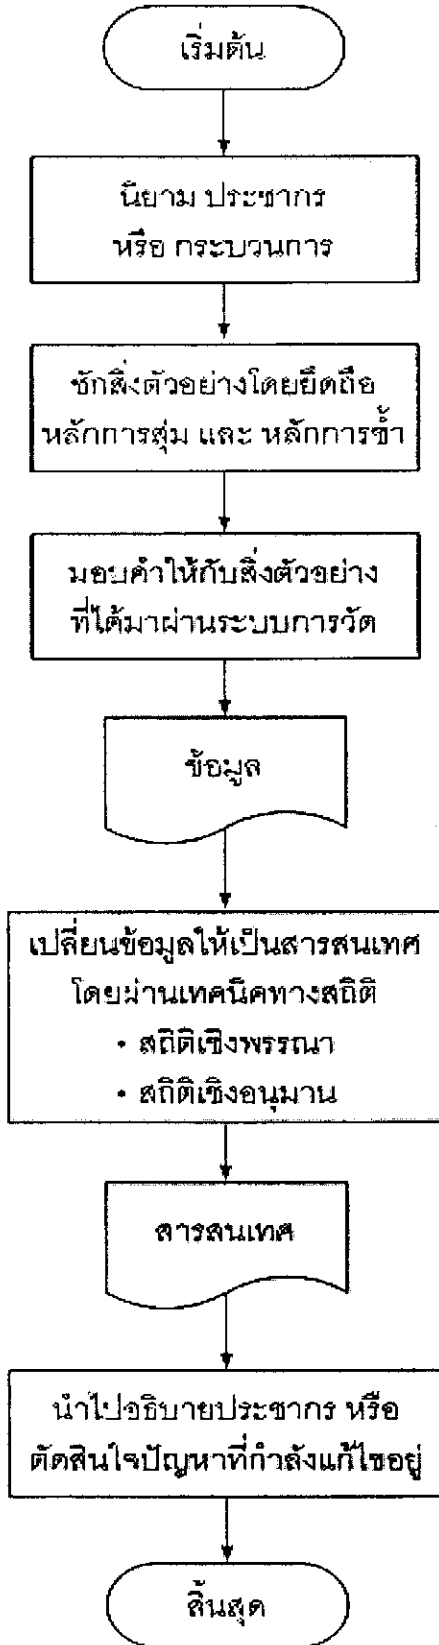 เริ่มต้น
นิยาม ประชากร
หรือ กระบวนการ
ชักสิ่งตัวอย่างโดยยึดถือ
หลักการสุ่ม และ หลักการซ้ำ
มอบค่าให้กับสิ่งตัวอย่าง
ที่ได้มาผ่านระบบการวัด
ข้อมูล
เปลี่ยนข้อมูลให้เป็นสารสนเทศ
โดยผ่านเทคนิคทางสถิติ
• สถิติเชิงพรรณา
• สถิติเชิงอนุมาน
สารสนเทศ
นำไปอธิบายประชากร หรือ
ตัดสินใจปัญหาที่กำลังแก้ไขอยู่
สิ้นสุด